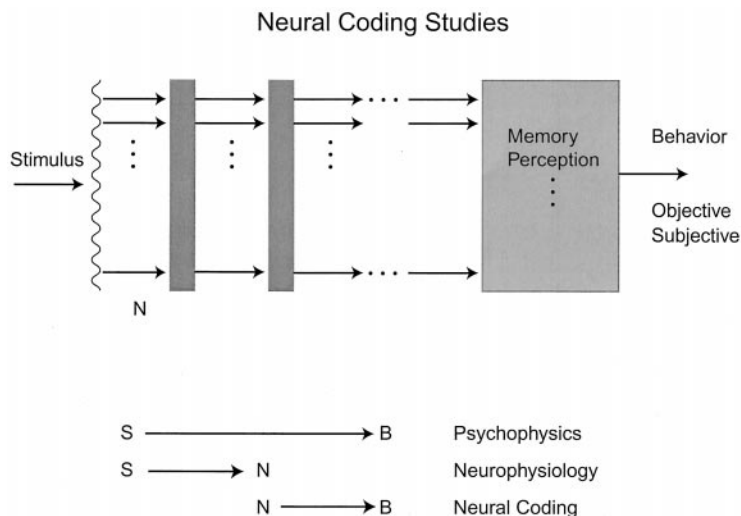 Neural Coding Studies
Stimulus
Memory
Perception
Behavior
Objective
Subjective
N
S B Psychophysics
S N Neurophysiology
N B Neural Coding